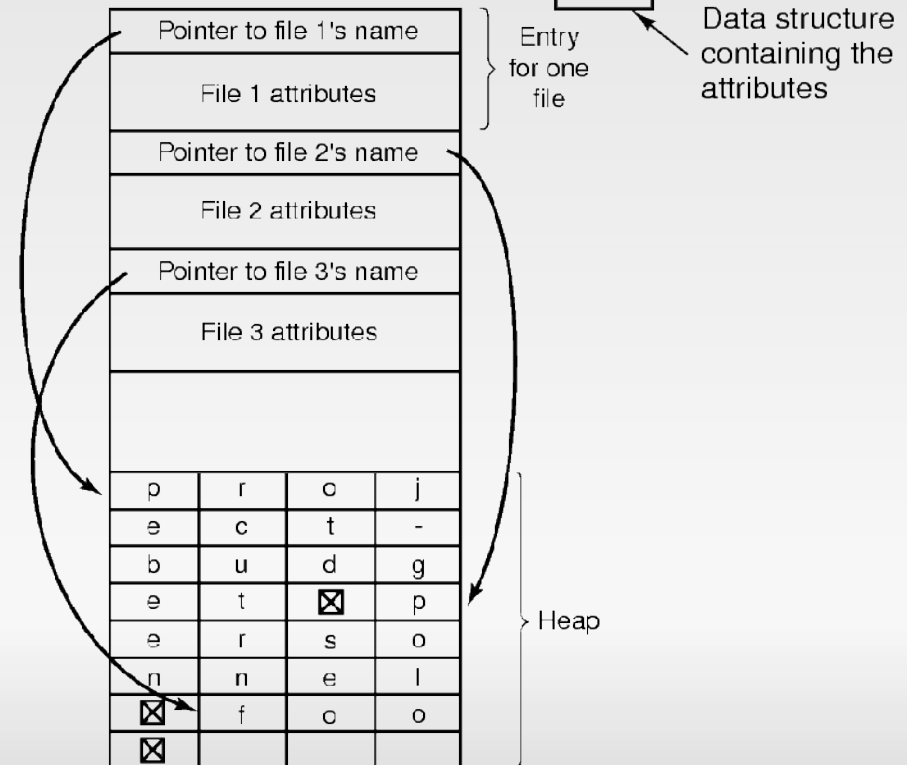 Pointer to file 1's name
File 1 attributes
Pointer to file 2's name
File 2 attributes
Pointer to file 3's name
File 3 attributes
p r o j
e c t -
b u d g
e t p
e r s o
n n e l
f o o
Entry
for one
file
Heap
Data structure
containing the
attributes